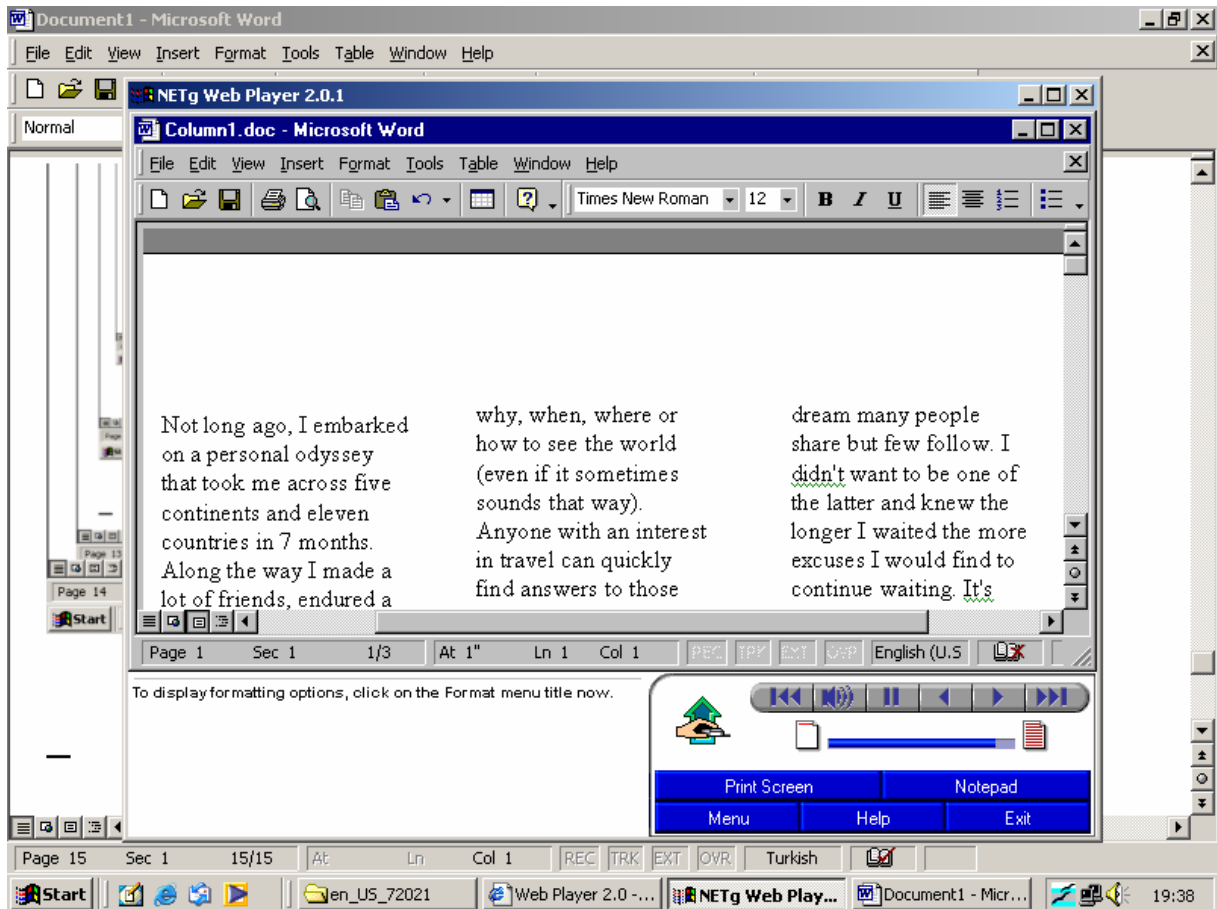 Document1 - Microsoft Word
File Edit View Insert Format Tools Table Window Help
NETg Web Player 2.0.1
Normal
Column1.doc - Microsoft Word
File Edit View Insert Format Tools Table Window Help
Times New Roman 12 B I U
Not long ago, I embarked
on a personal odyssey
that took me across five
continents and eleven
countries in 7 months.
Along the way I made a
lot of friends, endured a
why, when, where or
how to see the world
(even if it sometimes
sounds that way).
Anyone with an interest
in travel can quickly
find answers to those
dream many people
share but few follow. I
didn't want to be one of
the latter and knew the
longer I waited the more
excuses I would find to
continue waiting. It's
Page 13
Page 14
Start
Page 1 Sec 1 1/3 At 1" Ln 1 Col 1 REC TRK EXT OVR English (U.S
To display formatting options, click on the Format menu title now.
Print Screen Notepad
Menu Help Exit
Page 15 Sec 1 15/15 At Ln Col 1 REC TRK EXT OVR Turkish
Start en_US_72021 Web Player 2.0 -... NETg Web Play... Document1 - Micr... 19:38